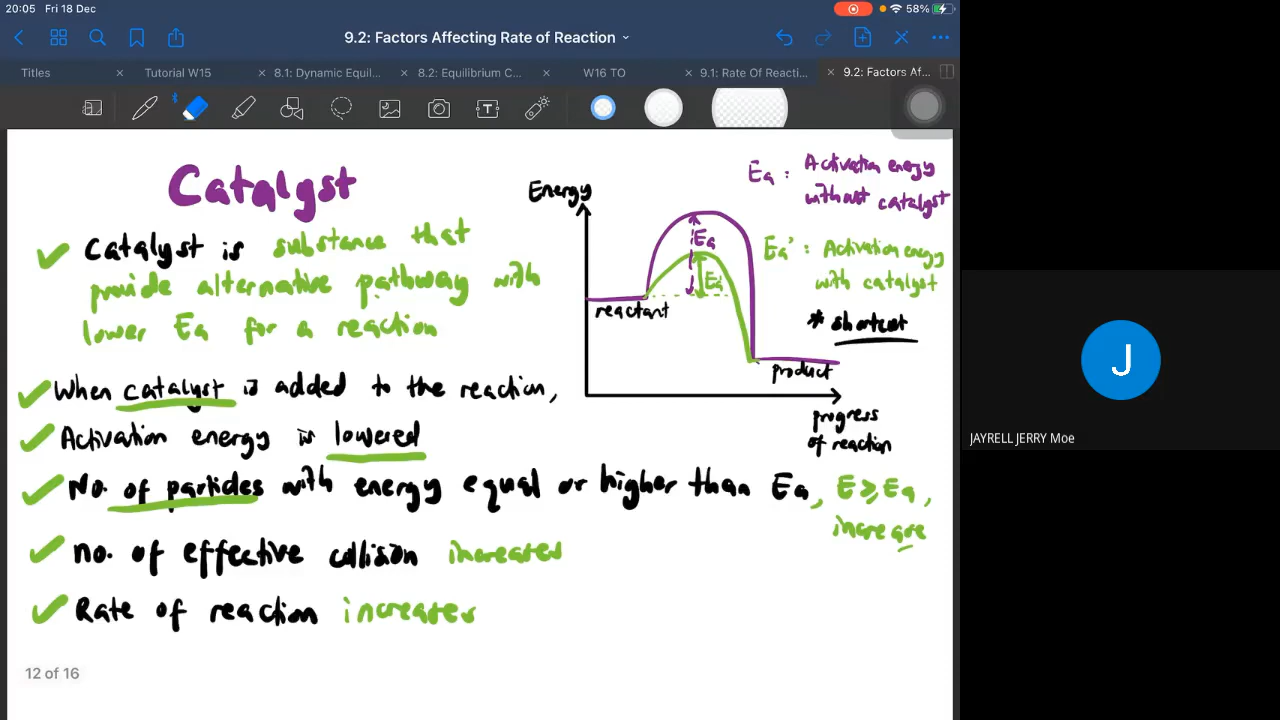 20:05 Fri 18 Dec
58%
9.2: Factors Affecting Rate of Reaction
Titles
Tutorial W15
8.1: Dynamic Equil...
8.2: Equilibrium C...
W16 TO
9.1: Rate Of Reacti...
9.2: Factors Af...
Catalyst
Catalyst is substance that
provide alternative pathway with
lower Ea for a reaction
When catalyst is added to the reaction,
Activation energy is lowered
No. of particles with energy equal or higher than Ea, E ≥ Ea,
increase
no. of effective collision increases
Rate of reaction increases
Energy
Ea
Ea'
reactant
product
progress
of reaction
Ea : Activation energy
without catalyst
Ea' : Activation energy
with catalyst
* shortest
12 of 16
J
JAYRELL JERRY Moe